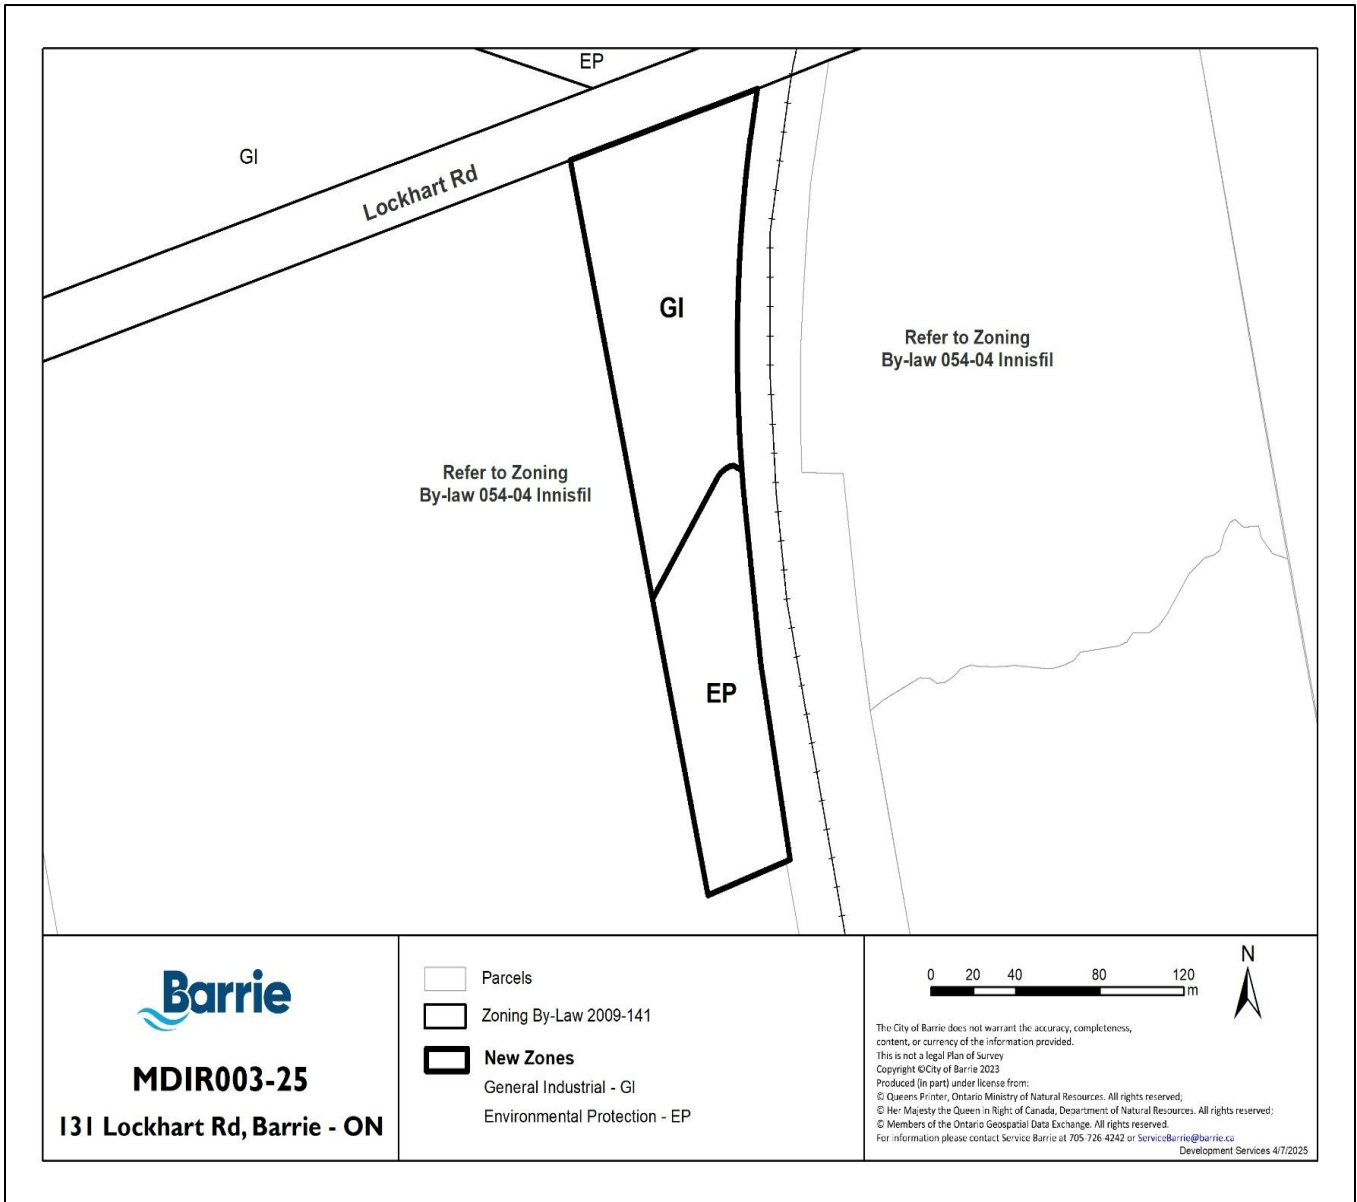 EP
GI
Lockhart Rd
GI
Refer to Zoning
By-law 054-04 Innisfil
Refer to Zoning
By-law 054-04 Innisfil
EP
Barrie
MDIR003-25
131 Lockhart Rd, Barrie - ON
Parcels
Zoning By-Law 2009-141
New Zones
General Industrial - GI
Environmental Protection - EP
0 20 40 80 120
m
N
The City of Barrie does not warrant the accuracy, completeness,
content, or currency of the information provided.
This is not a legal Plan of Survey
Copyright ©City of Barrie 2023
Produced (in part) under license from:
© Queens Printer, Ontario Ministry of Natural Resources. All rights reserved;
© Her Majesty the Queen in Right of Canada, Department of Natural Resources. All rights reserved;
© Members of the Ontario Geospatial Data Exchange. All rights reserved.
For information please contact Service Barrie at 705-726-4242 or ServiceBarrie@barrie.ca
Development Services 4/7/2025